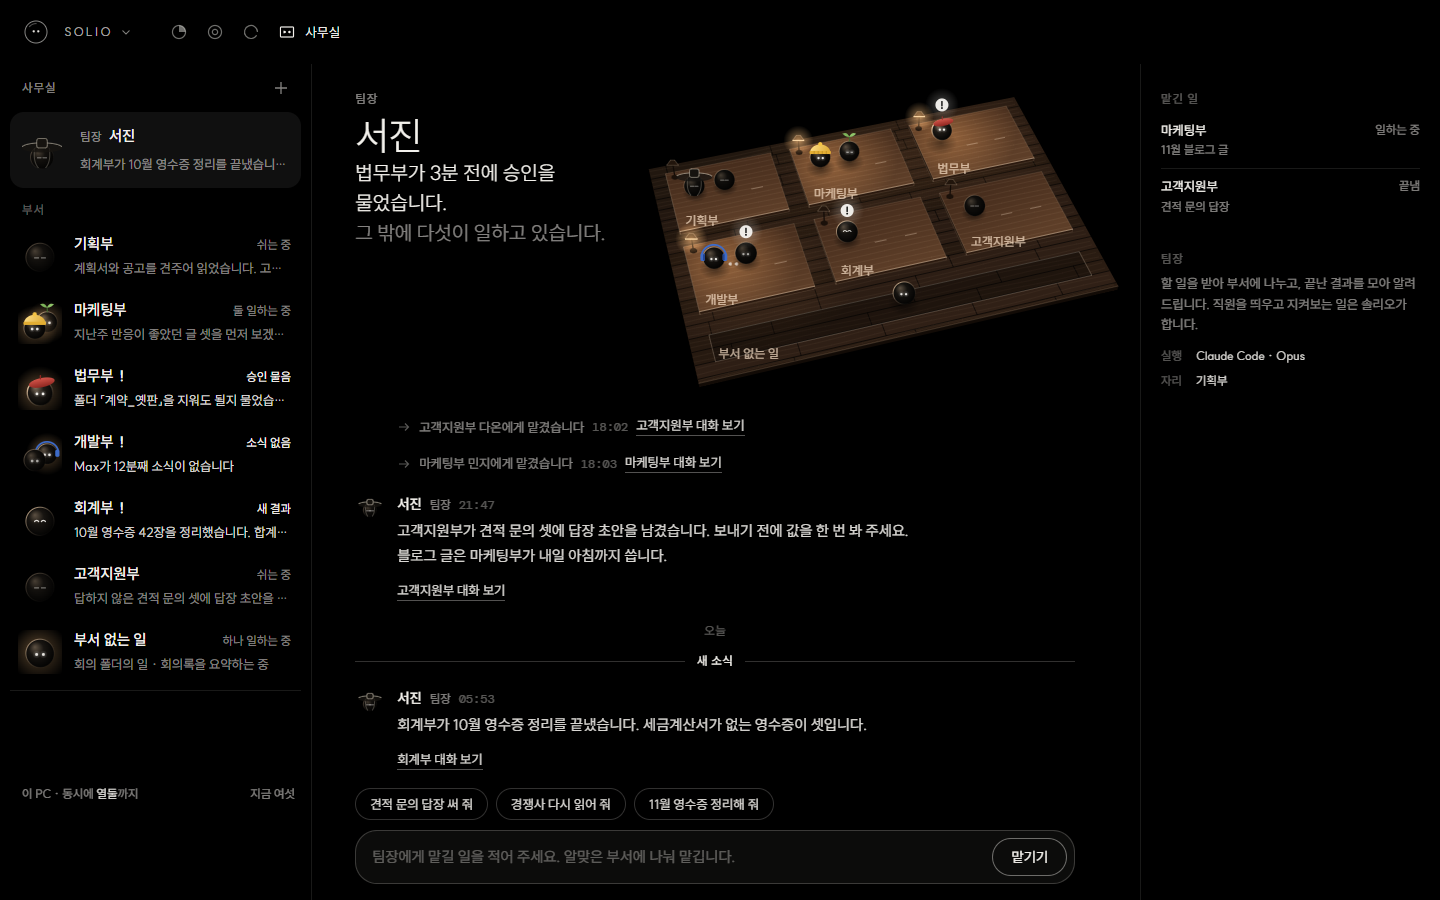 SOLIO
사무실
사무실
팀장 서진
회계부가 10월 영수증 정리를 끝냈습니…
부서
기획부 쉬는 중
계획서와 공고를 견주어 읽었습니다. 고…
마케팅부 둘 일하는 중
지난주 반응이 좋았던 글 셋을 먼저 보겠…
법무부 ! 승인 물음
폴더 「계약_옛판」을 지워도 될지 물었습…
개발부 ! 소식 없음
Max가 12분째 소식이 없습니다
회계부 ! 새 결과
10월 영수증 42장을 정리했습니다. 합계…
고객지원부 쉬는 중
답하지 않은 견적 문의 셋에 답장 초안을 …
부서 없는 일 하나 일하는 중
회의 폴더의 일 · 회의록을 요약하는 중
이 PC · 동시에 열둘까지 지금 여섯
팀장
서진
법무부가 3분 전에 승인을
물었습니다.
그 밖에 다섯이 일하고 있습니다.
기획부
마케팅부
법무부
개발부
회계부
고객지원부
부서 없는 일
→ 고객지원부 다온에게 맡겼습니다 18:02 고객지원부 대화 보기
→ 마케팅부 민지에게 맡겼습니다 18:03 마케팅부 대화 보기
서진 팀장 21:47
고객지원부가 견적 문의 셋에 답장 초안을 남겼습니다. 보내기 전에 값을 한 번 봐 주세요.
블로그 글은 마케팅부가 내일 아침까지 씁니다.
고객지원부 대화 보기
오늘
새 소식
서진 팀장 05:53
회계부가 10월 영수증 정리를 끝냈습니다. 세금계산서가 없는 영수증이 셋입니다.
회계부 대화 보기
견적 문의 답장 써 줘
경쟁사 다시 읽어 줘
11월 영수증 정리해 줘
팀장에게 맡길 일을 적어 주세요. 알맞은 부서에 나눠 맡깁니다.
맡기기
맡긴 일
마케팅부 일하는 중
11월 블로그 글
고객지원부 끝냄
견적 문의 답장
팀장
할 일을 받아 부서에 나누고, 끝난 결과를 모아 알려
드립니다. 직원을 띄우고 지켜보는 일은 솔리오가
합니다.
실행 Claude Code · Opus
자리 기획부